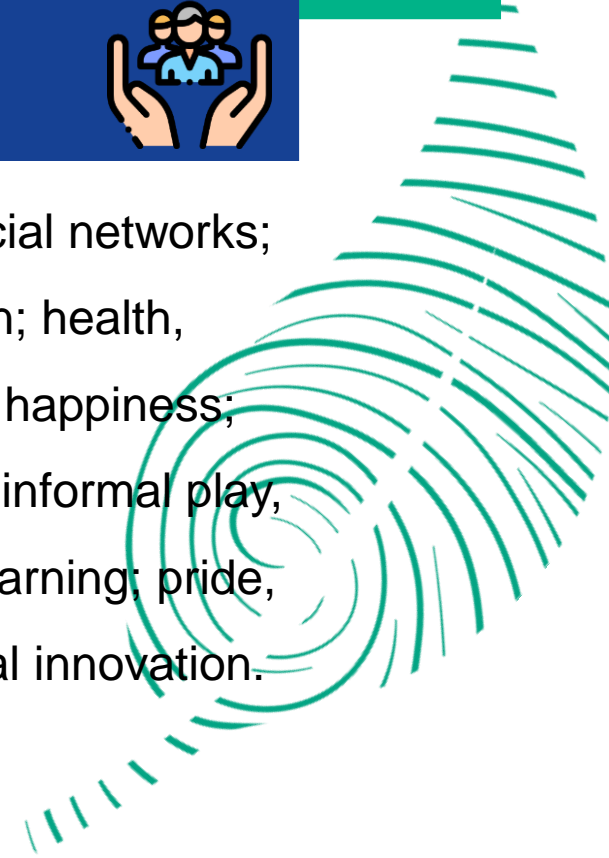 cial networks;
n; health,
happiness;
informal play,
arning; pride,
al innovation.